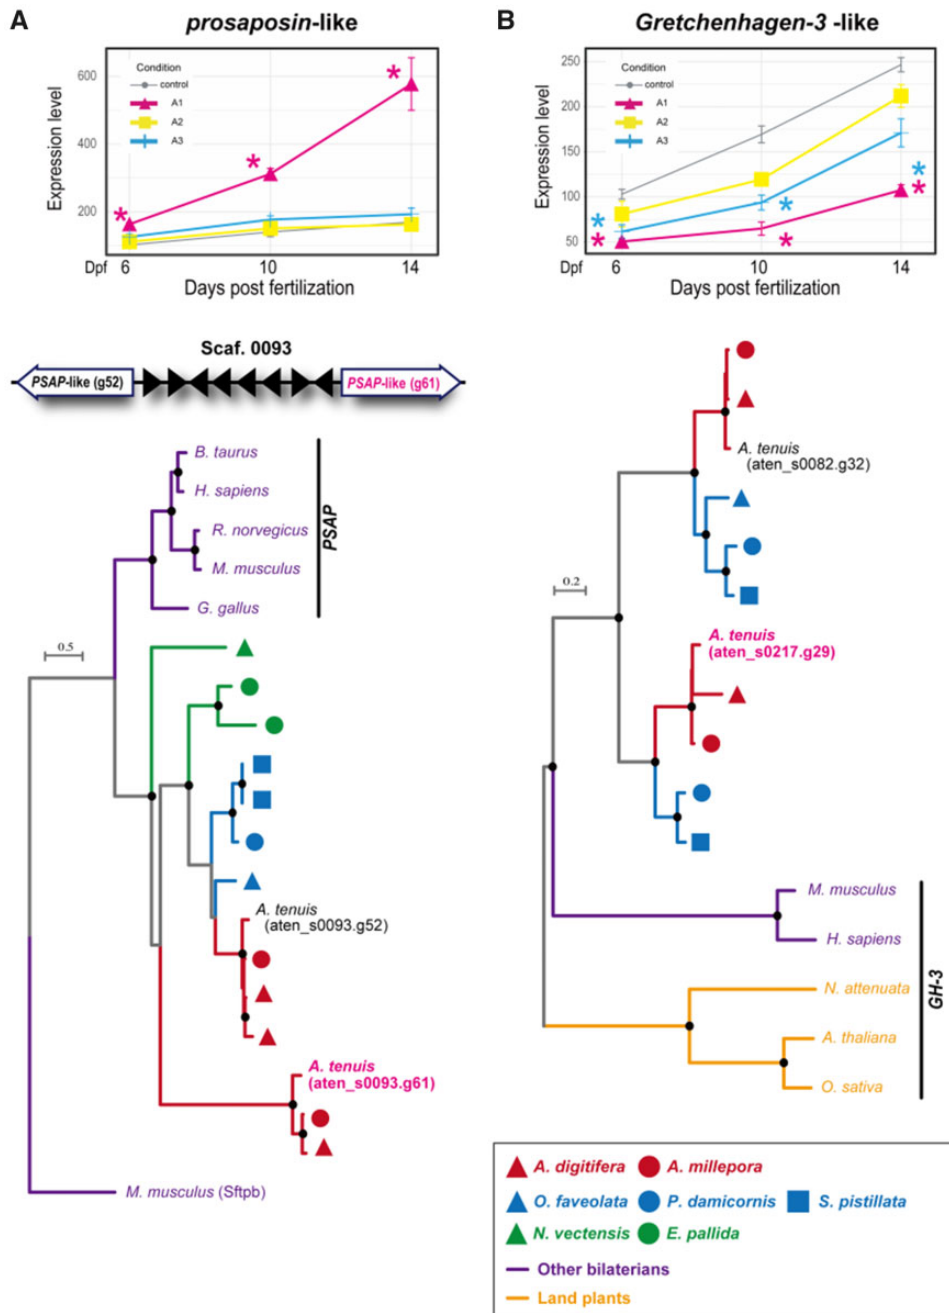 A
prosaposin-like
Expression level
600
400
200
Condition
control
A1
A2
A3
*
*
*
Dpf 6 10 14
Days post fertilization
B
Gretchenhagen-3 -like
Expression level
250
200
150
100
50
Condition
control
A1
A2
A3
*
*
*
*
*
*
Dpf 6 10 14
Days post fertilization
Scaf. 0093
PSAP-like (g52)
PSAP-like (g61)
B. taurus
H. sapiens
R. norvegicus
M. musculus
G. gallus
PSAP
0.5
A. tenuis
(aten_s0093.g52)
A. tenuis
(aten_s0093.g61)
M. musculus (Sftpb)
A. tenuis
(aten_s0082.g32)
0.2
A. tenuis
(aten_s0217.g29)
M. musculus
H. sapiens
N. attenuata
A. thaliana
O. sativa
GH-3
A. digitifera A. millepora
O. faveolata P. damicornis S. pistillata
N. vectensis E. pallida
Other bilaterians
Land plants